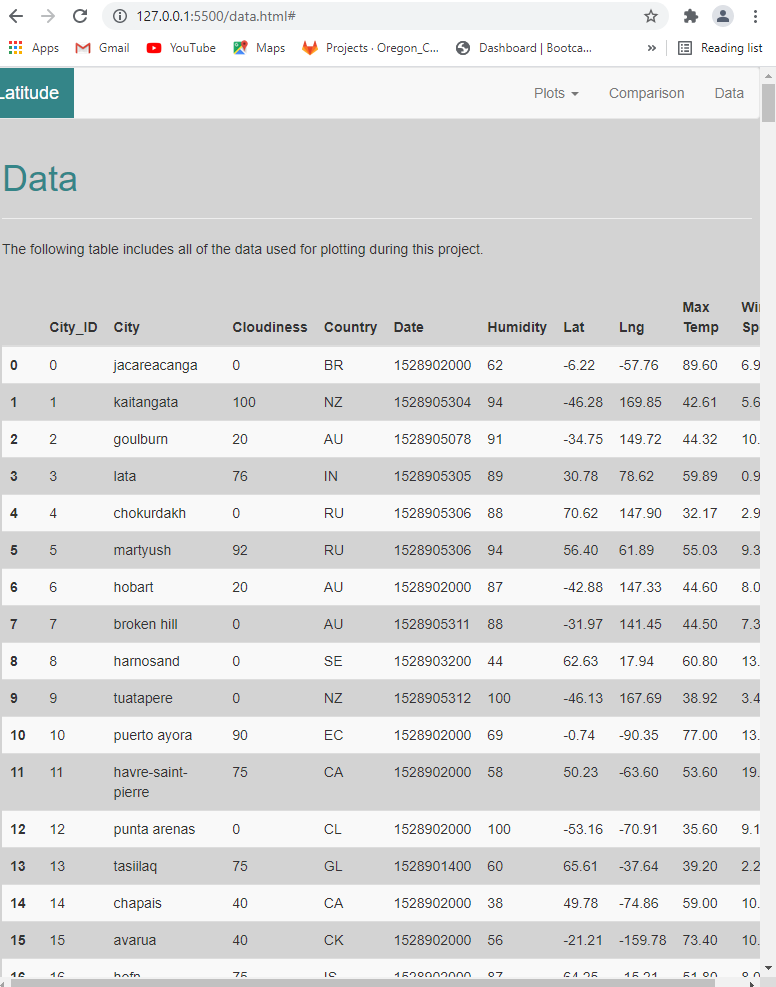 127.0.0.1:5500/data.html#
Apps Gmail YouTube Maps Projects · Oregon_C... Dashboard | Bootca... » Reading list
Latitude Plots Comparison Data
Data
The following table includes all of the data used for plotting during this project.
City_ID City Cloudiness Country Date Humidity Lat Lng Max Temp Win Sp
0 0 jacareacanga 0 BR 1528902000 62 -6.22 -57.76 89.60 6.9
1 1 kaitangata 100 NZ 1528905304 94 -46.28 169.85 42.61 5.6
2 2 goulburn 20 AU 1528905078 91 -34.75 149.72 44.32 10.
3 3 lata 76 IN 1528905305 89 30.78 78.62 59.89 0.9
4 4 chokurdakh 0 RU 1528905306 88 70.62 147.90 32.17 2.9
5 5 martyush 92 RU 1528905306 94 56.40 61.89 55.03 9.3
6 6 hobart 20 AU 1528902000 87 -42.88 147.33 44.60 8.0
7 7 broken hill 0 AU 1528905311 88 -31.97 141.45 44.50 7.3
8 8 harnosand 0 SE 1528903200 44 62.63 17.94 60.80 13.
9 9 tuatapere 0 NZ 1528905312 100 -46.13 167.69 38.92 3.4
10 10 puerto ayora 90 EC 1528902000 69 -0.74 -90.35 77.00 13.
11 11 havre-saint-pierre 75 CA 1528902000 58 50.23 -63.60 53.60 19.
12 12 punta arenas 0 CL 1528902000 100 -53.16 -70.91 35.60 9.1
13 13 tasiilaq 75 GL 1528901400 60 65.61 -37.64 39.20 2.2
14 14 chapais 40 CA 1528902000 38 49.78 -74.86 59.00 10.
15 15 avarua 40 CK 1528902000 56 -21.21 -159.78 73.40 10.
16 16 hofn 75 IS 1528902000 87 64.25 -15.21 51.80 8.0